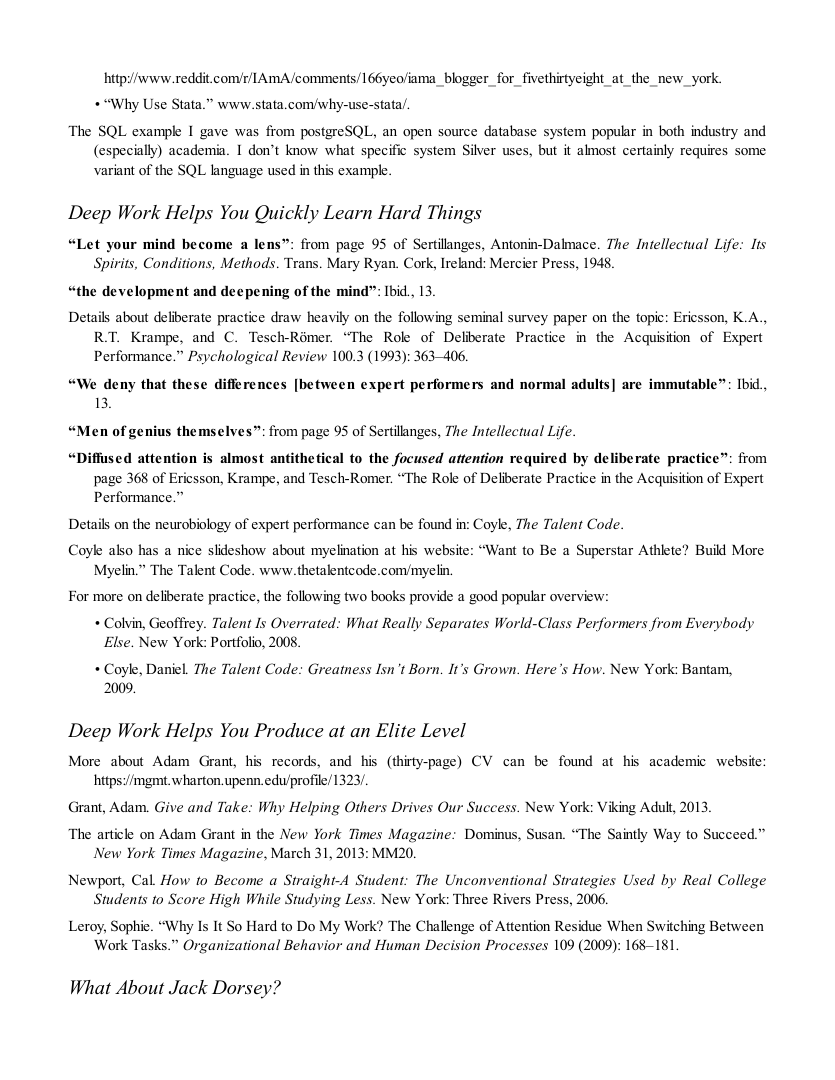 http://www.reddit.com/r/IAmA/comments/166yeo/iama_blogger_for_fivethirtyeight_at_the_new_york.
• “Why Use Stata.” www.stata.com/why-use-stata/.
The SQL example I gave was from postgreSQL, an open source database system popular in both industry and
(especially) academia. I don’t know what specific system Silver uses, but it almost certainly requires some
variant of the SQL language used in this example.
Deep Work Helps You Quickly Learn Hard Things
“Let your mind become a lens”: from page 95 of Sertillanges, Antonin-Dalmace. The Intellectual Life: Its
Spirits, Conditions, Methods. Trans. Mary Ryan. Cork, Ireland: Mercier Press, 1948.
“the development and deepening of the mind”: Ibid., 13.
Details about deliberate practice draw heavily on the following seminal survey paper on the topic: Ericsson, K.A.,
R.T. Krampe, and C. Tesch-Römer. “The Role of Deliberate Practice in the Acquisition of Expert
Performance.” Psychological Review 100.3 (1993): 363–406.
“We deny that these differences [between expert performers and normal adults] are immutable”: Ibid.,
13.
“Men of genius themselves”: from page 95 of Sertillanges, The Intellectual Life.
“Diffused attention is almost antithetical to the focused attention required by deliberate practice”: from
page 368 of Ericsson, Krampe, and Tesch-Romer. “The Role of Deliberate Practice in the Acquisition of Expert
Performance.”
Details on the neurobiology of expert performance can be found in: Coyle, The Talent Code.
Coyle also has a nice slideshow about myelination at his website: “Want to Be a Superstar Athlete? Build More
Myelin.” The Talent Code. www.thetalentcode.com/myelin.
For more on deliberate practice, the following two books provide a good popular overview:
• Colvin, Geoffrey. Talent Is Overrated: What Really Separates World-Class Performers from Everybody
Else. New York: Portfolio, 2008.
• Coyle, Daniel. The Talent Code: Greatness Isn’t Born. It’s Grown. Here’s How. New York: Bantam,
2009.
Deep Work Helps You Produce at an Elite Level
More about Adam Grant, his records, and his (thirty-page) CV can be found at his academic website:
https://mgmt.wharton.upenn.edu/profile/1323/.
Grant, Adam. Give and Take: Why Helping Others Drives Our Success. New York: Viking Adult, 2013.
The article on Adam Grant in the New York Times Magazine: Dominus, Susan. “The Saintly Way to Succeed.”
New York Times Magazine, March 31, 2013: MM20.
Newport, Cal. How to Become a Straight-A Student: The Unconventional Strategies Used by Real College
Students to Score High While Studying Less. New York: Three Rivers Press, 2006.
Leroy, Sophie. “Why Is It So Hard to Do My Work? The Challenge of Attention Residue When Switching Between
Work Tasks.” Organizational Behavior and Human Decision Processes 109 (2009): 168–181.
What About Jack Dorsey?